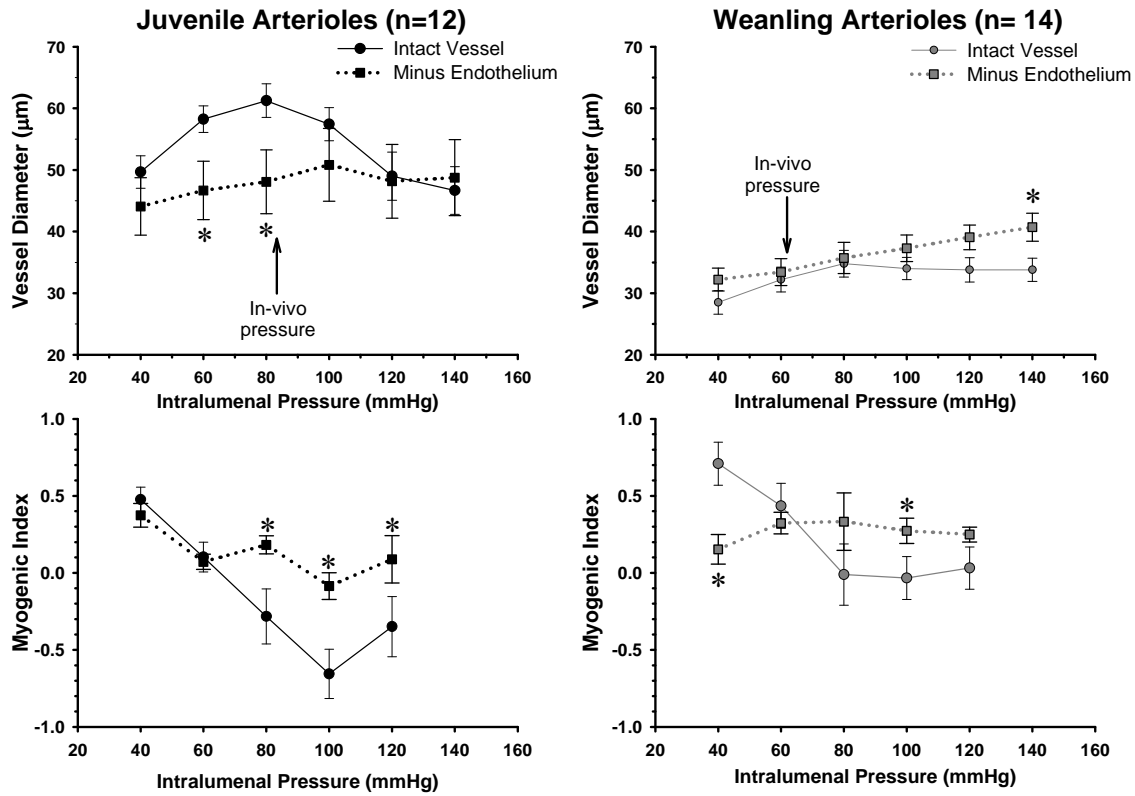 Juvenile Arterioles (n=12)
Intact Vessel
Minus Endothelium
Vessel Diameter (μm)
70
60
50
40
30
20
*
*
In-vivo
pressure
20 40 60 80 100 120 140 160
Intralumenal Pressure (mmHg)
Weanling Arterioles (n= 14)
Intact Vessel
Minus Endothelium
Vessel Diameter (μm)
70
60
50
40
30
20
In-vivo
pressure
*
20 40 60 80 100 120 140 160
Intralumenal Pressure (mmHg)
Myogenic Index
1.0
0.5
0.0
-0.5
-1.0
*
*
*
20 40 60 80 100 120 140 160
Intralumenal Pressure (mmHg)
Myogenic Index
1.0
0.5
0.0
-0.5
-1.0
*
*
20 40 60 80 100 120 140 160
Intralumenal Pressure (mmHg)